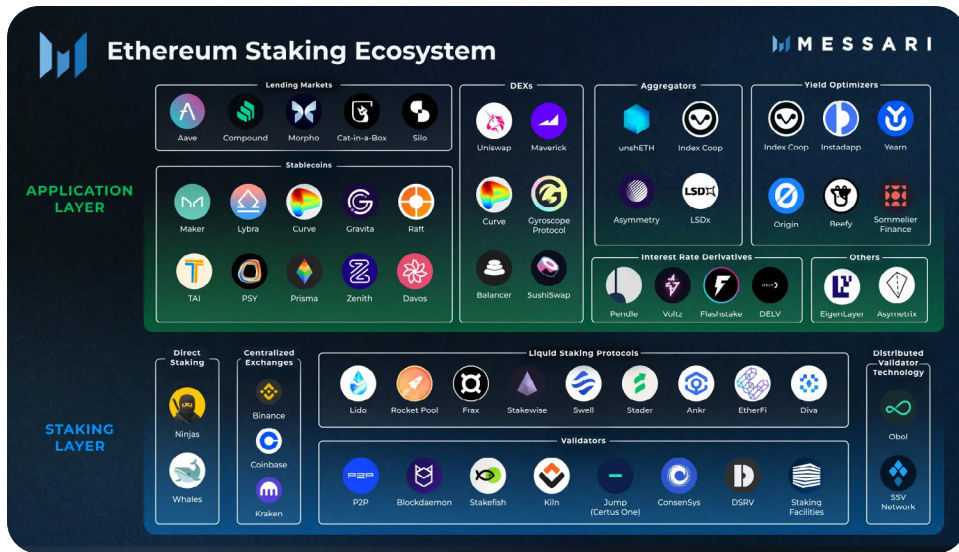 Ethereum Staking Ecosystem
MESSARI
APPLICATION
LAYER
Lending Markets
Aave Compound Morpho Cat-in-a-Box Silo
Stablecoins
Maker Lybra Curve Gravita Raft
TAI PSY Prisma Zenith Davos
DEXs
Uniswap Maverick
Curve Gyroscope
Protocol
Balancer SushiSwap
Aggregators
unshETH Index Coop
LSD
Asymmetry LSDx
Yield Optimizers
Index Coop Instadapp Yearn
Origin Beefy Sommelier
Finance
Interest Rate Derivatives
DELV
Pendle Voltz Flashstake DELV
Others
EigenLayer Asymetrix
STAKING
LAYER
Direct
Staking
Ninjas
Whales
Centralized
Exchanges
Binance
Coinbase
Kraken
Liquid Staking Protocols
Lido Rocket Pool Frax Stakewise Swell Stader Ankr EtherFi Diva
Validators
P2P
P2P Blockdaemon Stakefish Kiln Jump
(Certus One) ConsenSys DSRV Staking
Facilities
Distributed
Validator
Technology
Obol
SSV
Network